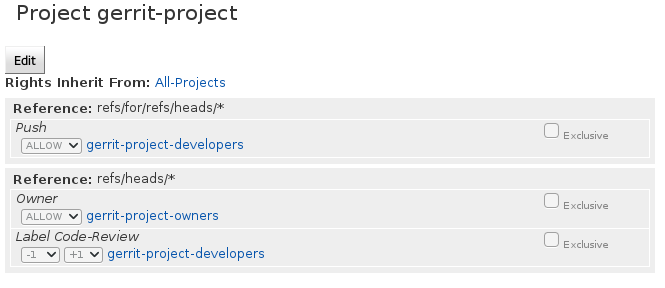 Project gerrit-project
Edit
Rights Inherit From: All-Projects
Reference: refs/for/refs/heads/*
Push
ALLOW gerrit-project-developers Exclusive
Reference: refs/heads/*
Owner
ALLOW gerrit-project-owners Exclusive
Label Code-Review
-1 +1 gerrit-project-developers Exclusive